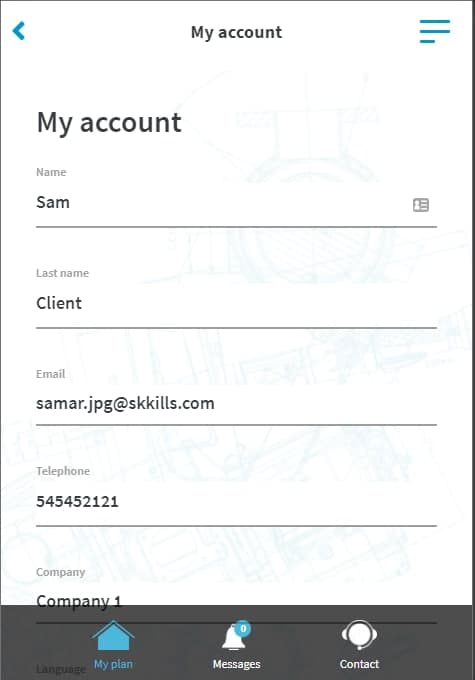 My account
My account
Name
Sam
Last name
Client
Email
samar.jpg@skkills.com
Telephone
545452121
Company
Company 1
Language
0
My plan
Messages
Contact